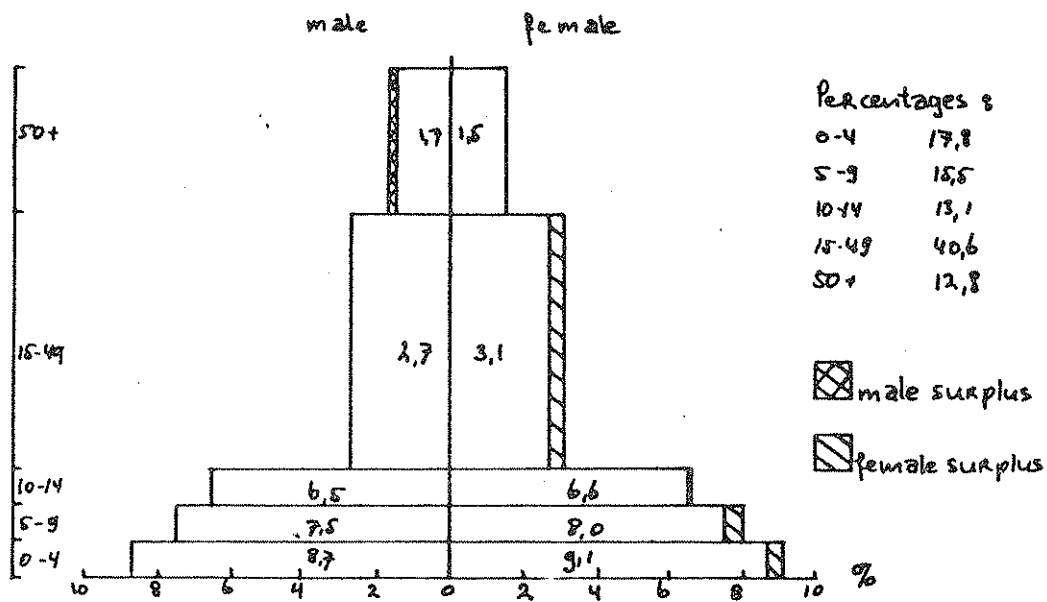 male female
50+ 1,7 1,5
15-49 2,7 3,1
10-14 6,5 6,6
5-9 7,5 8,0
0-4 8,7 9,1
10 8 6 4 2 0 2 4 6 8 10 %
Percentages :
0-4 17,8
5-9 15,5
10-14 13,1
15-49 40,6
50+ 12,8
male surplus
female surplus